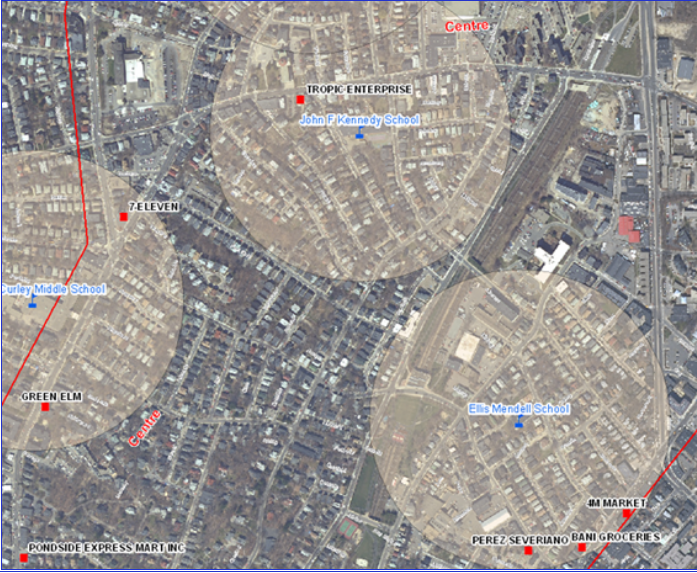 Centre
TROPIC ENTERPRISE
John F Kennedy School
7-ELEVEN
Curley Middle School
GREEN ELM
Centre
Ellis Mendell School
4M MARKET
PEREZ SEVERIANO
BANI GROCERIES
PONDSIDE EXPRESS MART INC